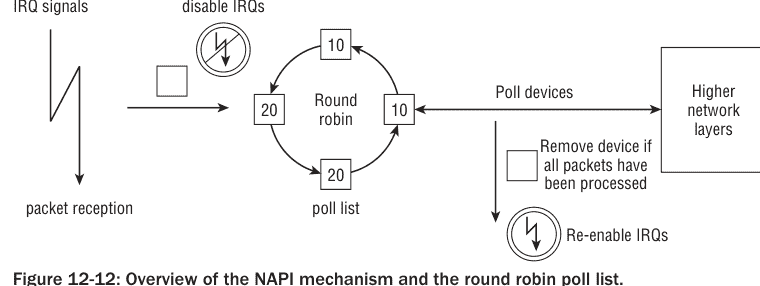 IRQ signals
disable IRQs
10
20
Round
robin
10
20
poll list
packet reception
Poll devices
Higher
network
layers
Remove device if
all packets have
been processed
Re-enable IRQs
Figure 12-12: Overview of the NAPI mechanism and the round robin poll list.